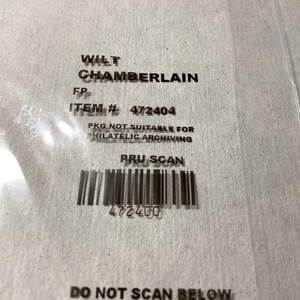 WILT
CHAMBERLAIN
FP
ITEM # 472404
PKG NOT SUITABLE FOR
PHILATELIC ARCHIVING
PRU SCAN
472400
DO NOT SCAN BELOW